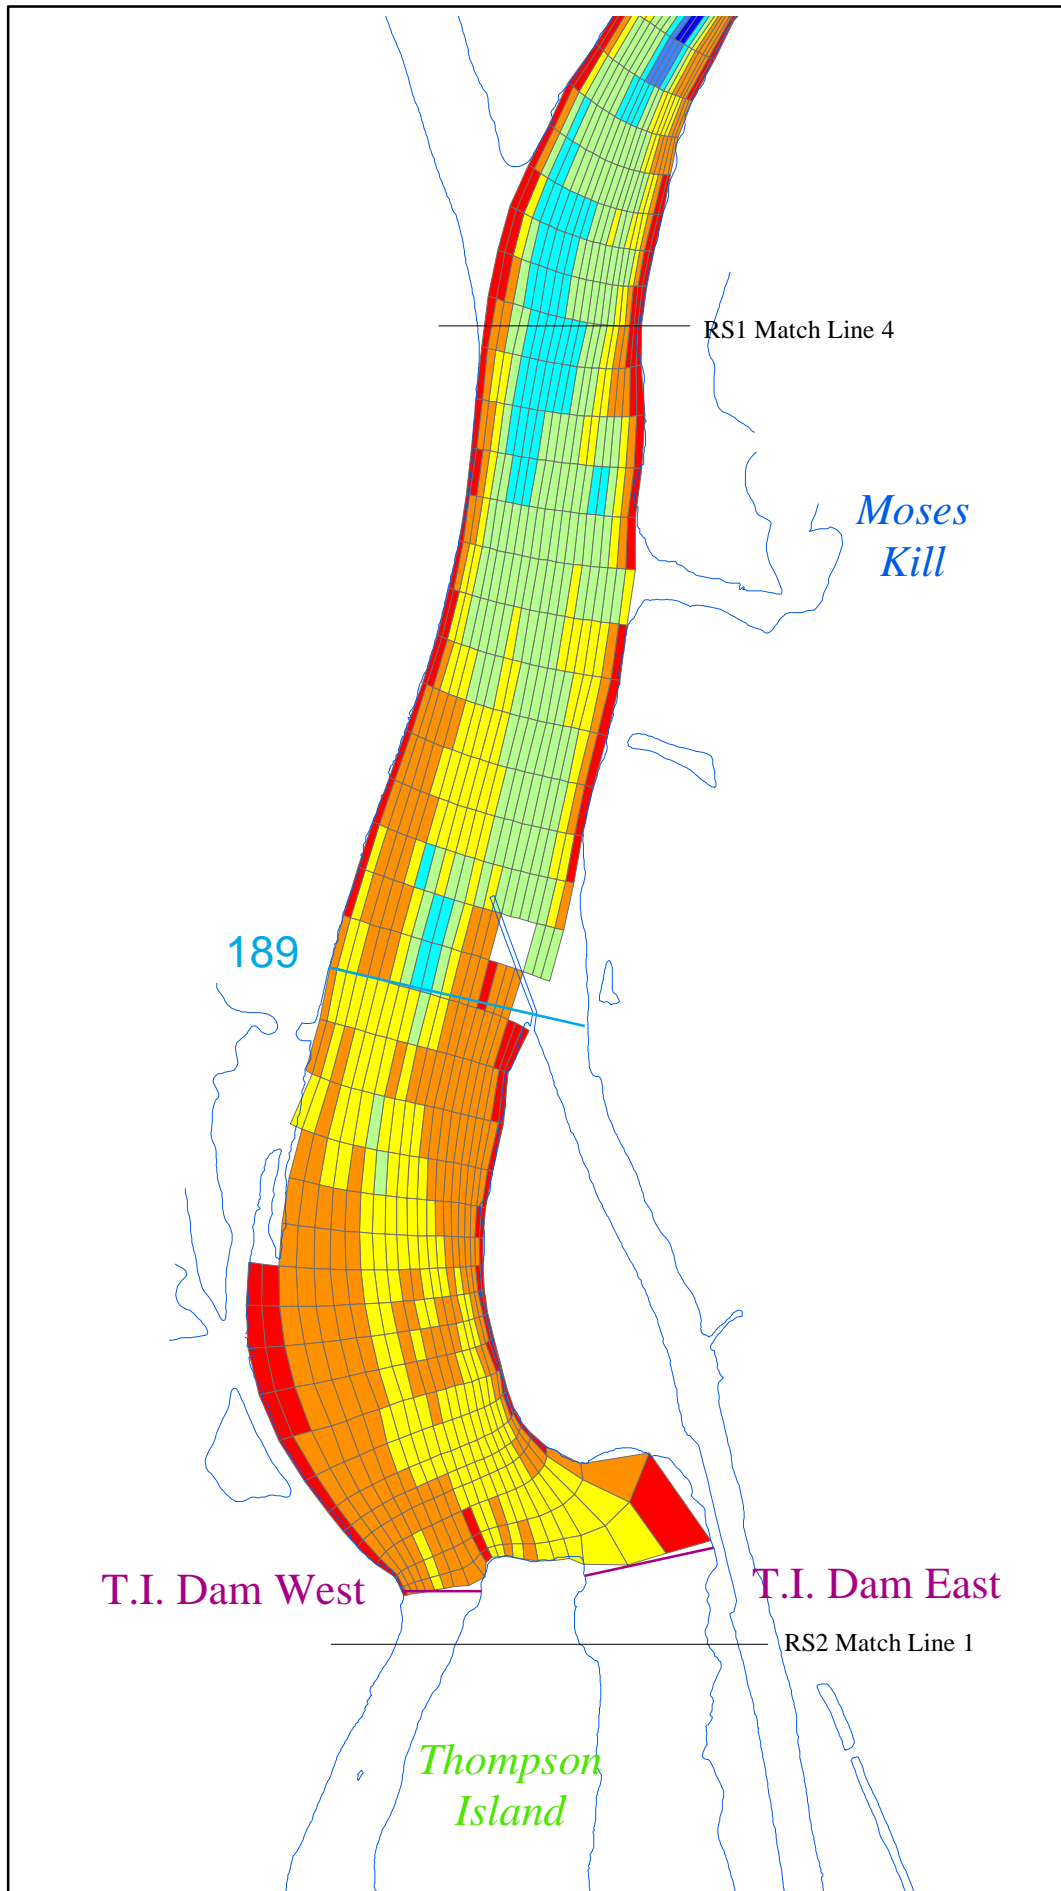 RS1 Match Line 4
Moses
Kill
189
T.I. Dam West
T.I. Dam East
RS2 Match Line 1
Thompson
Island